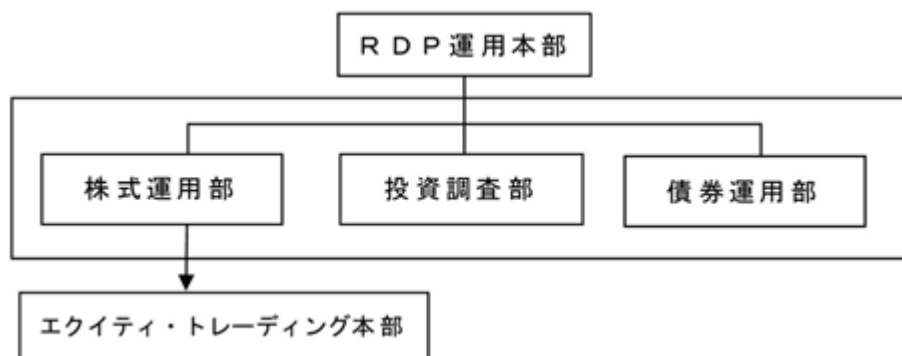 ＲＤＰ運用本部
株式運用部
投資調査部
債券運用部
エクイティ・トレーディング本部